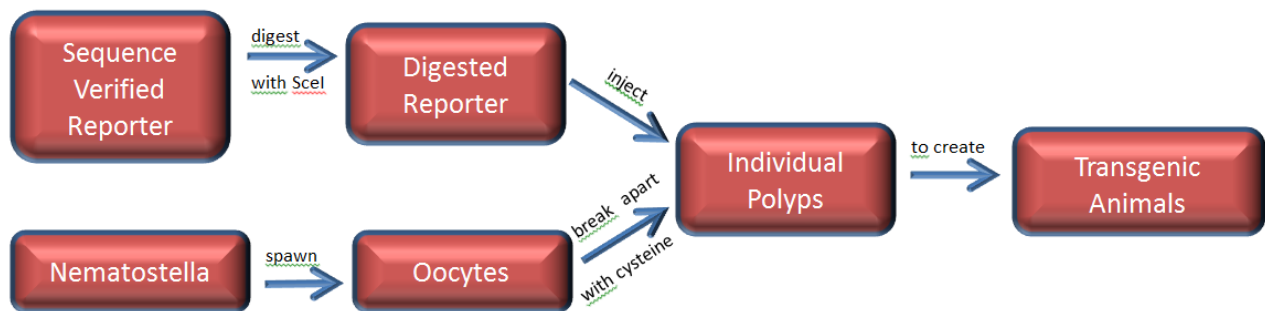 Sequence
Verified
Reporter
digest
with SceI
Digested
Reporter
inject
Individual
Polyps
to create
Transgenic
Animals
Nematostella
spawn
Oocytes
break apart
with cysteine